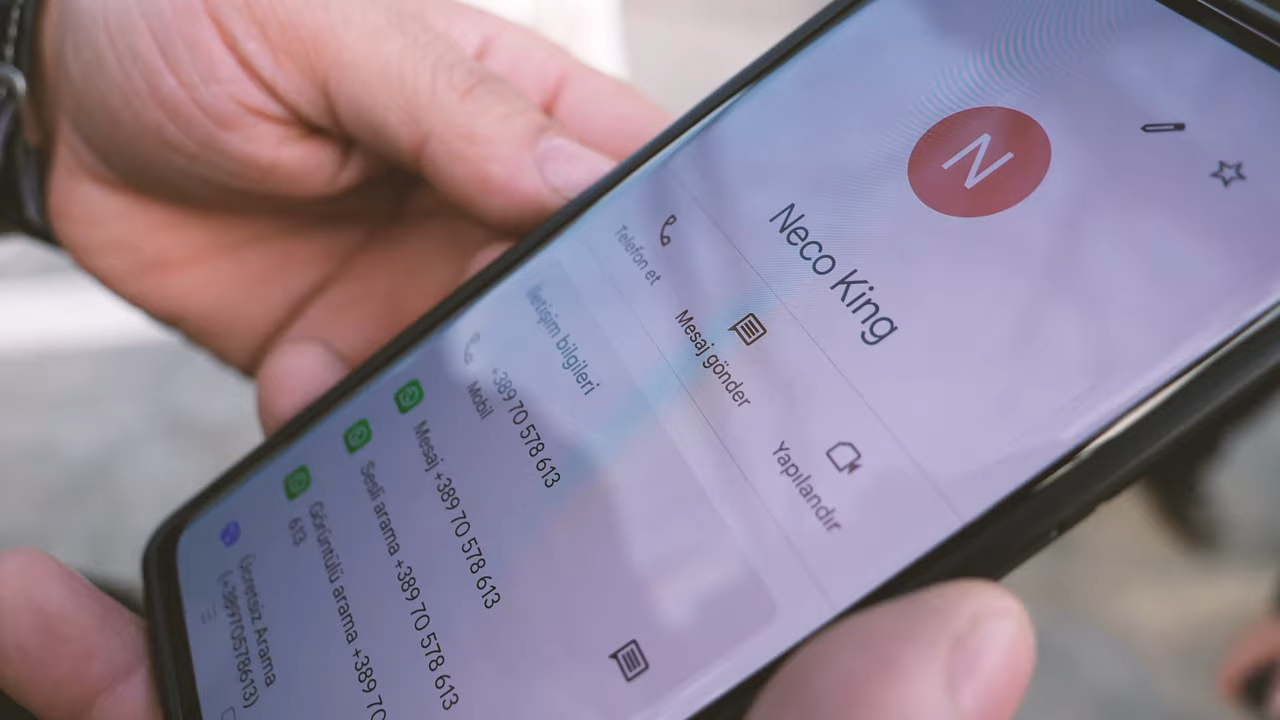 N
Neco King
Telefon et
Mesaj gönder
Yapılandır
İletişim bilgileri
+389 70 578 613
Mobil
Mesaj +389 70 578 613
Sesli arama +389 70 578 613
Görüntülü arama +389 70 578
613
Ücretsiz Arama
(+38970578613)